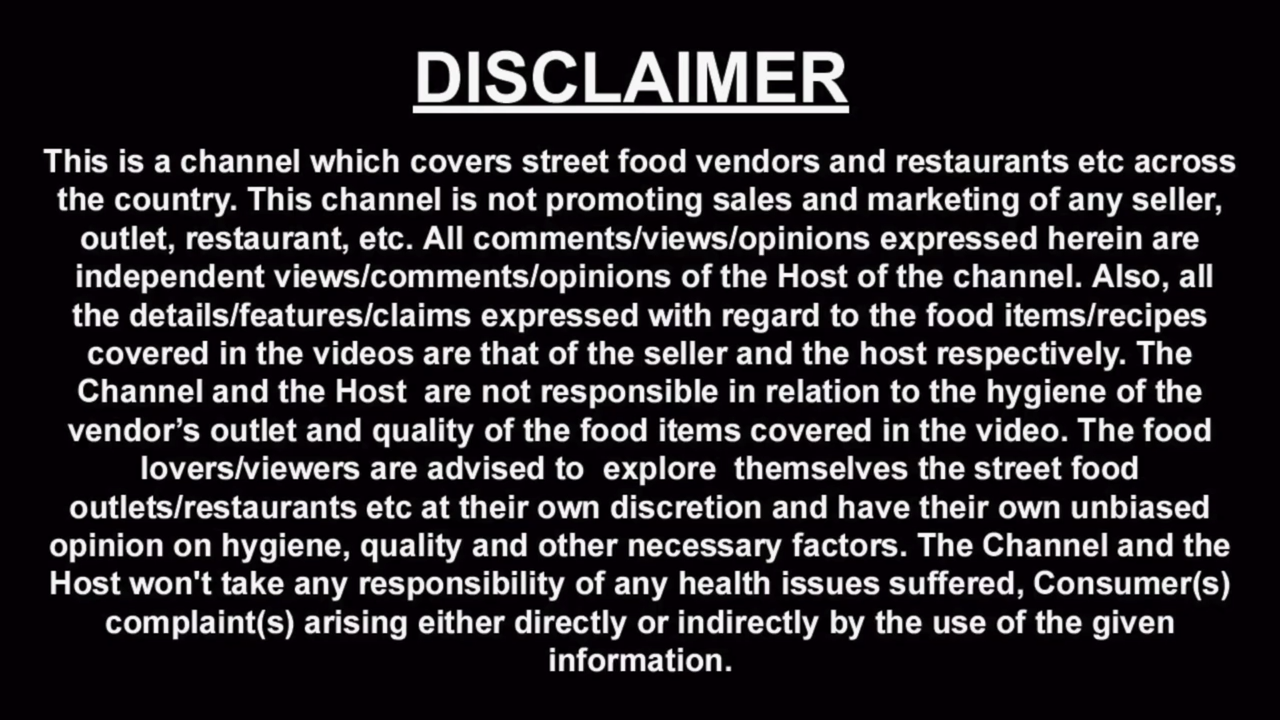 DISCLAIMER
This is a channel which covers street food vendors and restaurants etc across
the country. This channel is not promoting sales and marketing of any seller,
outlet, restaurant, etc. All comments/views/opinions expressed herein are
independent views/comments/opinions of the Host of the channel. Also, all
the details/features/claims expressed with regard to the food items/recipes
covered in the videos are that of the seller and the host respectively. The
Channel and the Host  are not responsible in relation to the hygiene of the
vendor’s outlet and quality of the food items covered in the video. The food
lovers/viewers are advised to  explore  themselves the street food
outlets/restaurants etc at their own discretion and have their own unbiased
opinion on hygiene, quality and other necessary factors. The Channel and the
Host won't take any responsibility of any health issues suffered, Consumer(s)
complaint(s) arising either directly or indirectly by the use of the given
information.